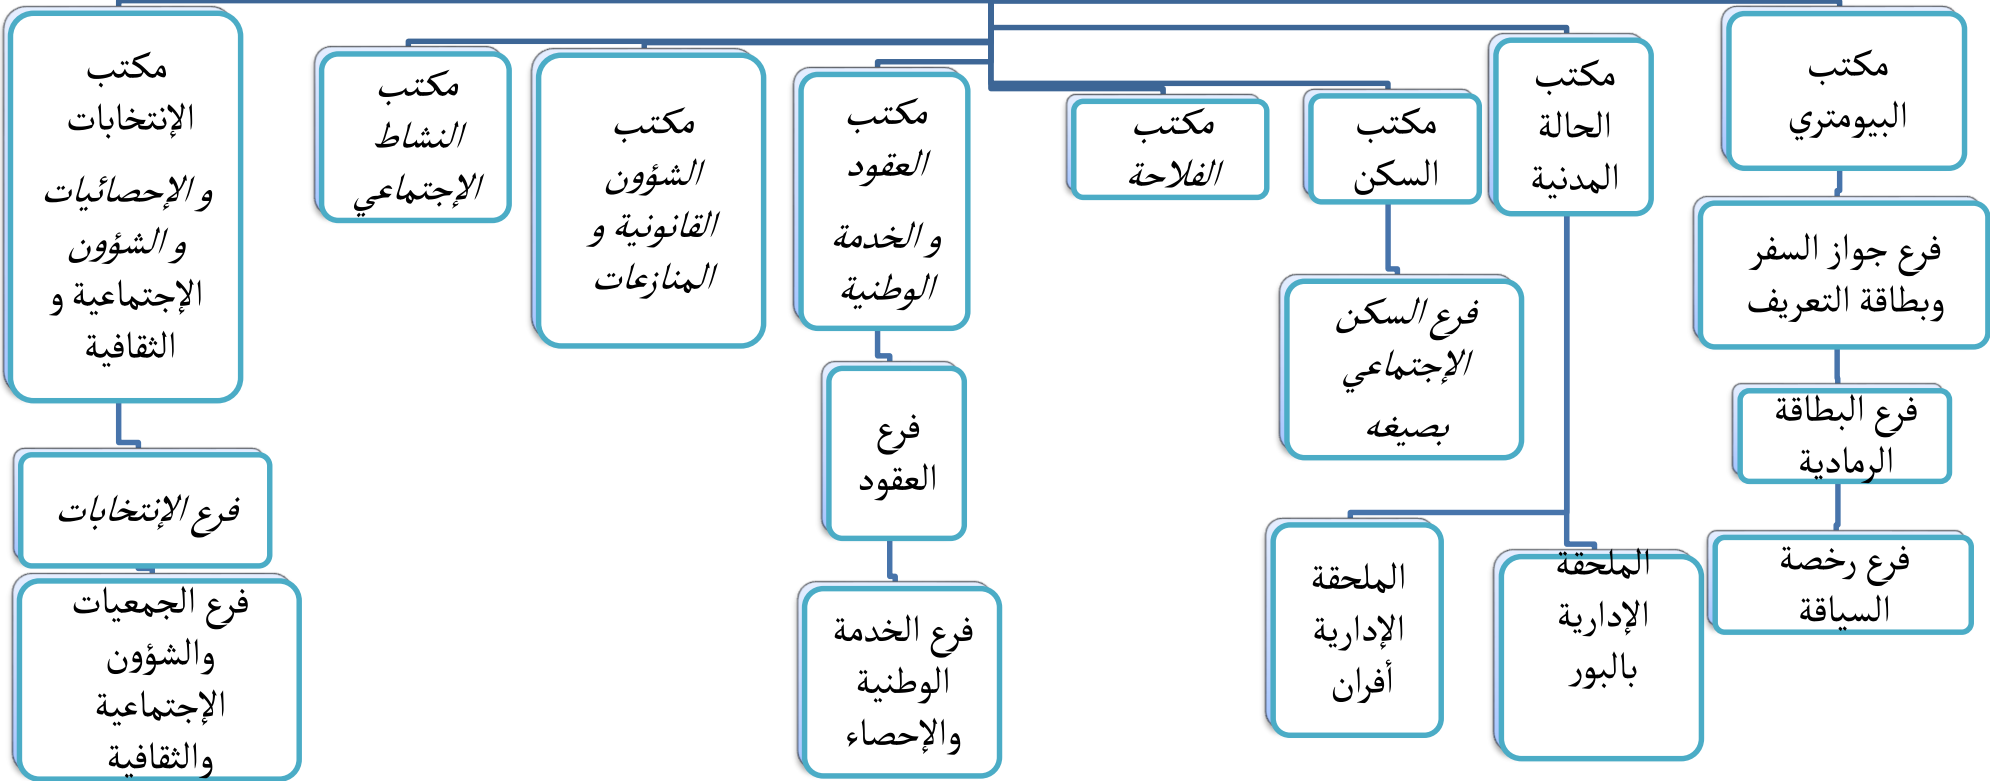 مكتب
البيومتري
فرع جواز السفر
وبطاقة التعريف
فرع البطاقة
الرمادية
فرع رخصة
السياقة
مكتب
الحالة
المدنية
الملحقة
الإدارية
بالبور
الملحقة
الإدارية
أفران
مكتب
السكن
فرع السكن
الإجتماعي
بصيغه
مكتب
الفلاحة
مكتب
العقود
و الخدمة
الوطنية
فرع
العقود
فرع الخدمة
الوطنية
والإحصاء
مكتب
الشؤون
القانونية و
المنازعات
مكتب
النشاط
الإجتماعي
مكتب
الإنتخابات
و الإحصائيات
و الشؤون
الإجتماعية و
الثقافية
فرع الإنتخابات
فرع الجمعيات
والشؤون
الإجتماعية
والثقافية